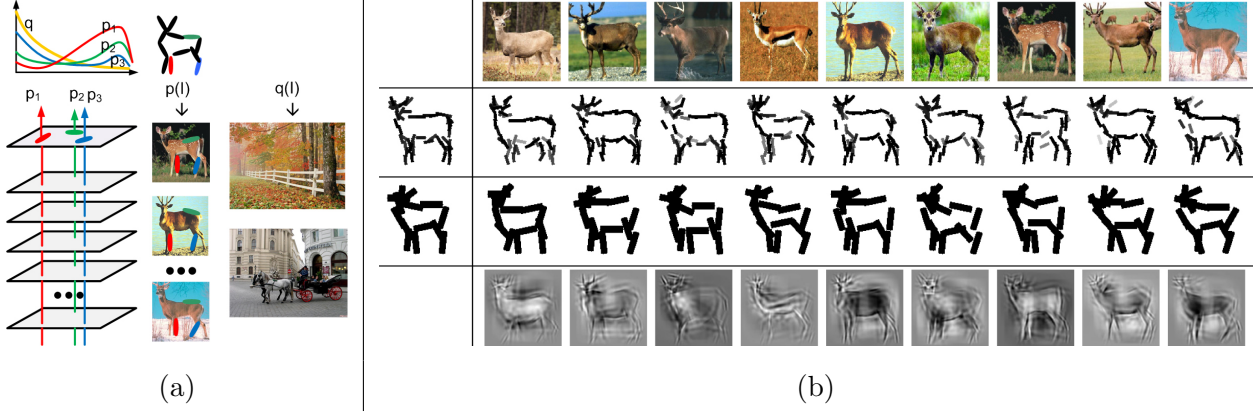 q
p₁
p₂
p₃
p₁
p₂ p₃
p(I)
q(I)
(a)
(b)